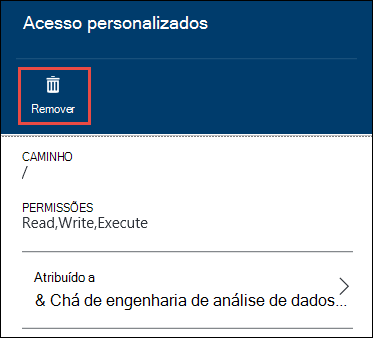 Acesso personalizados
Remover
CAMINHO
/
PERMISSÕES
Read,Write,Execute
Atribuído a
& Chá de engenharia de análise de dados...